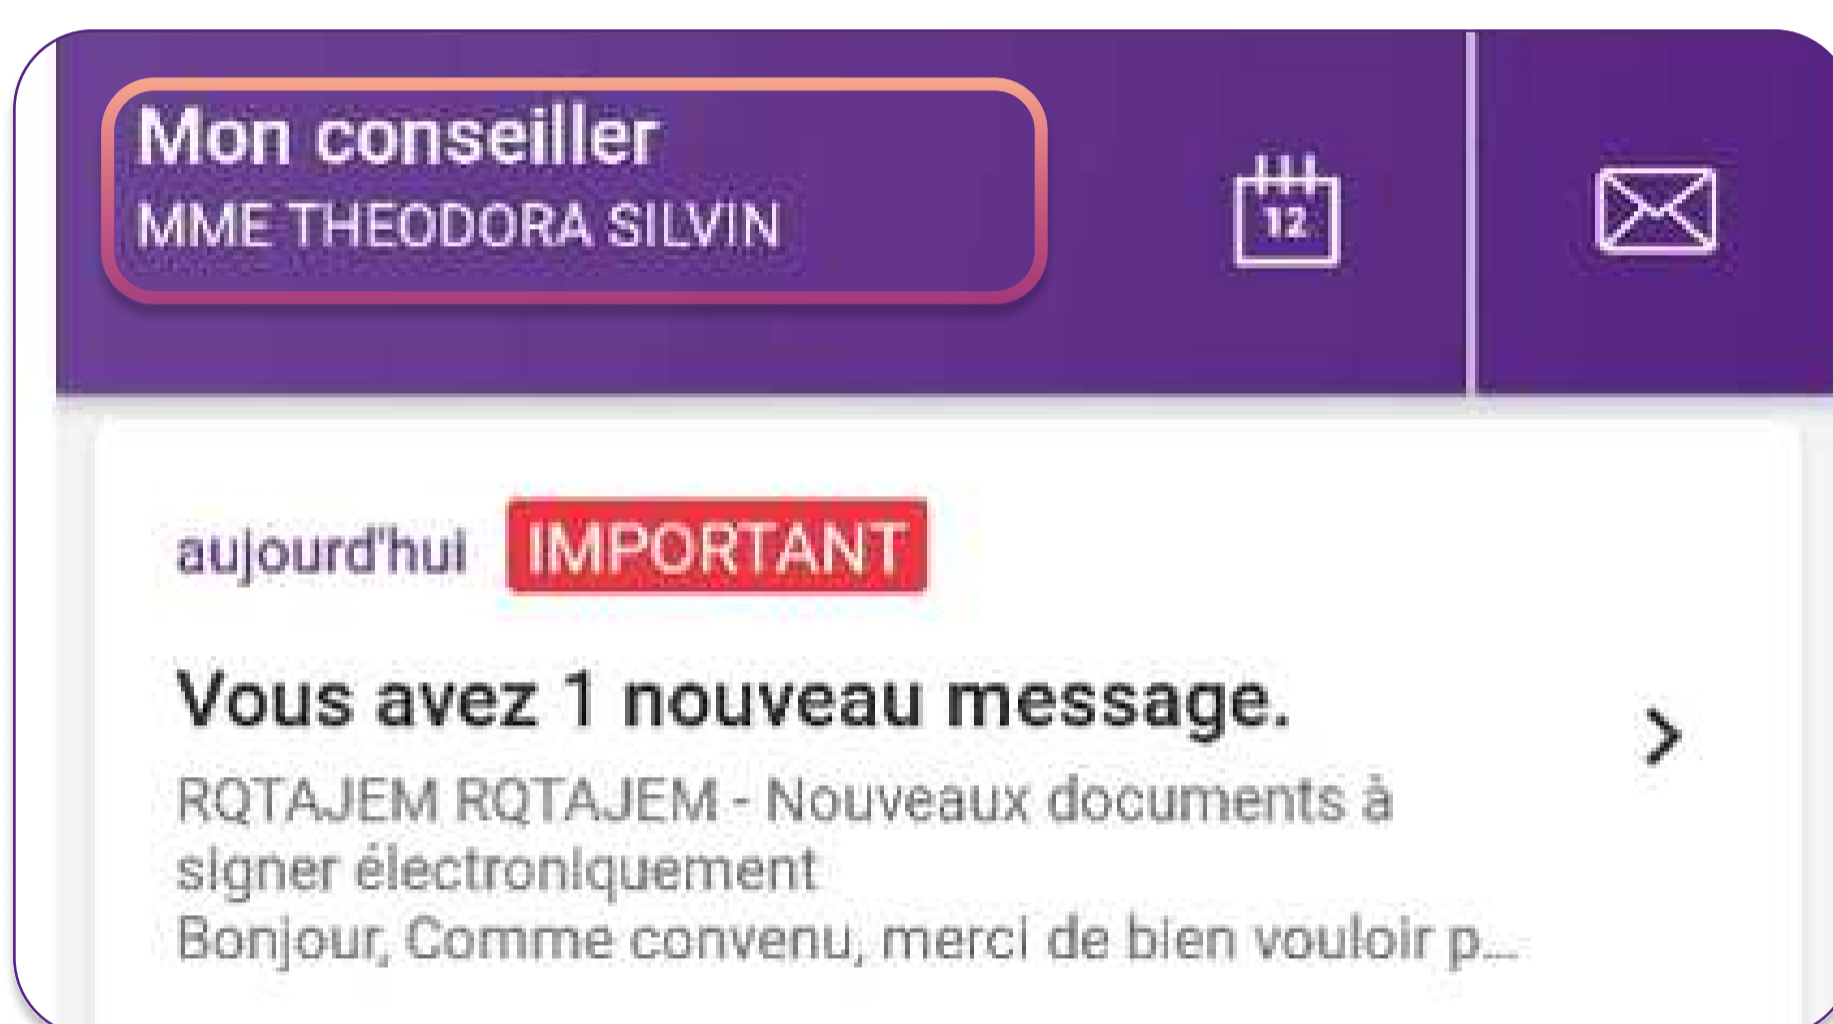 Mon conseiller
MME THEODORA SILVIN
12
aujourd'hui IMPORTANT
Vous avez 1 nouveau message.
RQTAJEM RQTAJEM - Nouveaux documents à
signer électroniquement
Bonjour, Comme convenu, merci de bien vouloir p...